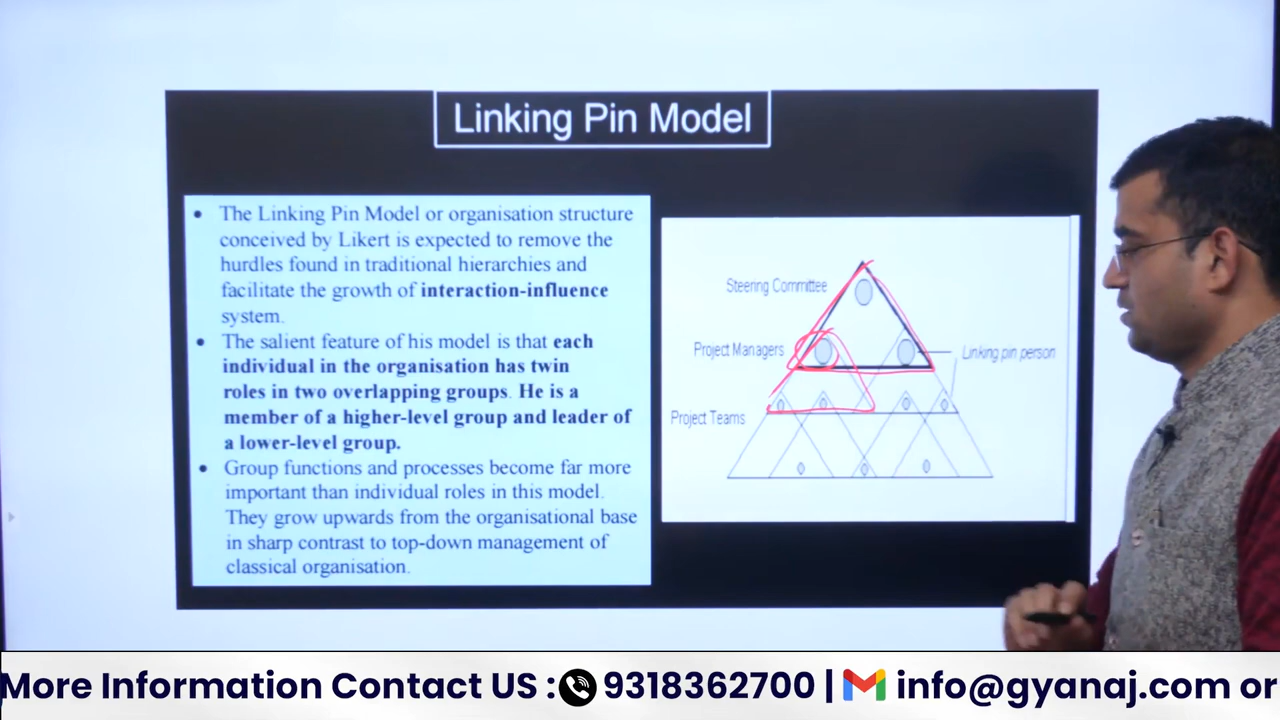 Linking Pin Model
• The Linking Pin Model or organisation structure
conceived by Likert is expected to remove the
hurdles found in traditional hierarchies and
facilitate the growth of interaction-influence
system.
• The salient feature of his model is that each
individual in the organisation has twin
roles in two overlapping groups. He is a
member of a higher-level group and leader of
a lower-level group.
• Group functions and processes become far more
important than individual roles in this model.
They grow upwards from the organisational base
in sharp contrast to top-down management of
classical organisation.
Steering Committee
Project Managers
Linking pin person
Project Teams
More Information Contact US : 9318362700 | info@gyanaj.com or